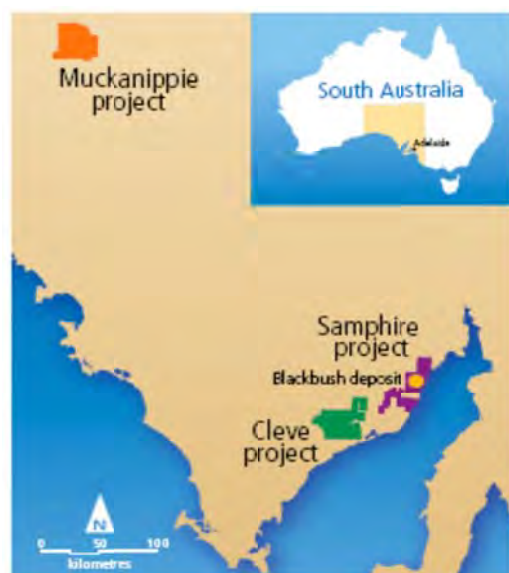 Muckanippie
project
South Australia
Adelaide
Samphire
project
Blackbush deposit
Cleve
project
N
0 50 100
kilometres